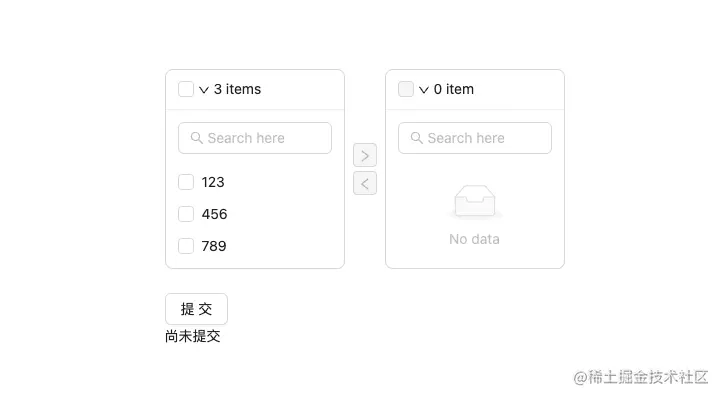 3 items
Search here
123
456
789
0 item
Search here
No data
提 交
尚未提交
@稀土掘金技术社区